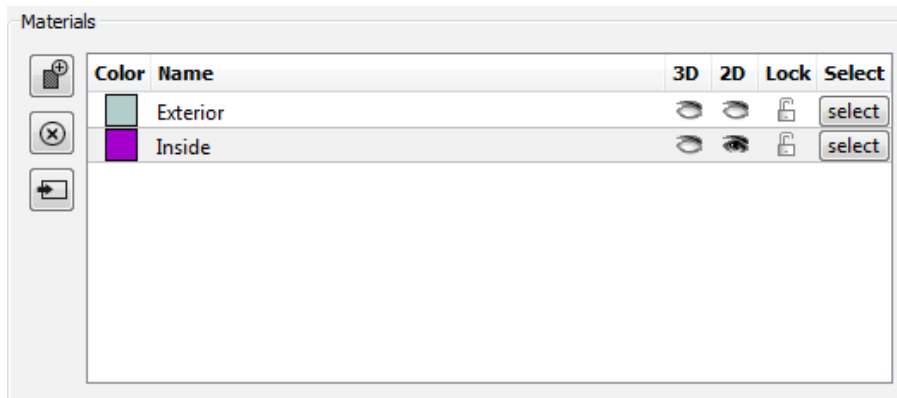 Materials
Color Name 3D 2D Lock Select
Exterior select
Inside select